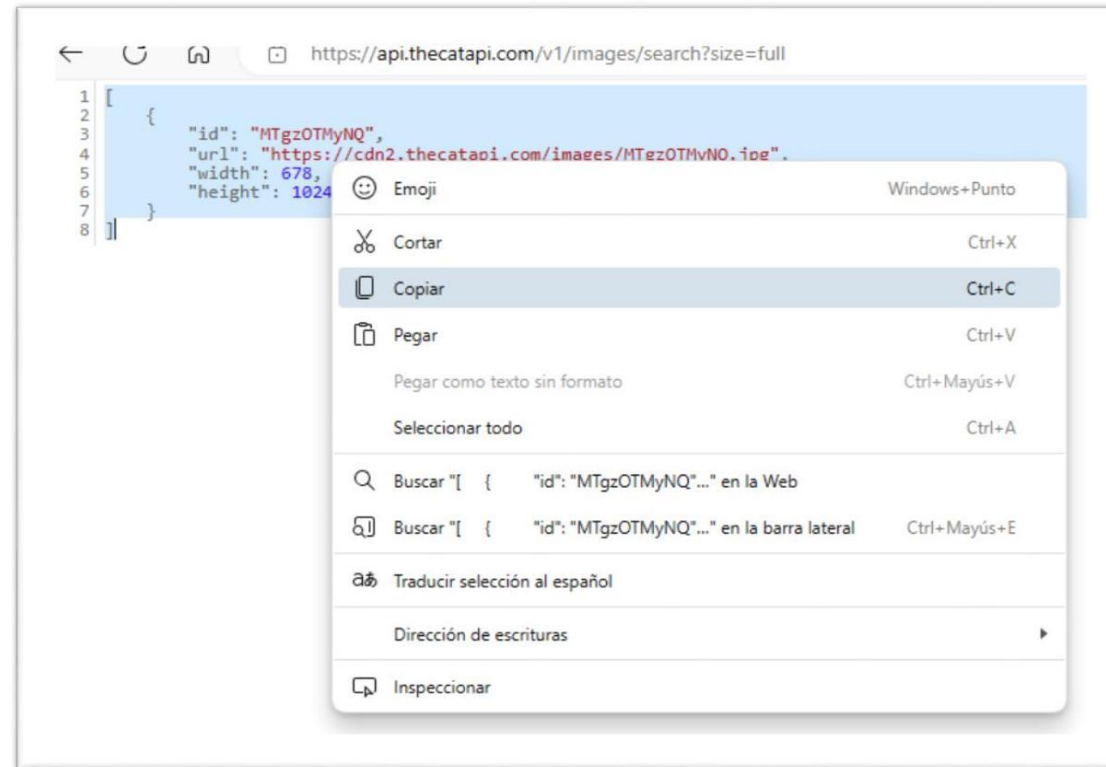 https://api.thecatapi.com/v1/images/search?size=full
1 [
2 {
3 "id": "MTgzOTMyNQ",
4 "url": "https://cdn2.thecatapi.com/images/MTgzOTMyNQ.jpg",
5 "width": 678,
6 "height": 1024
7 }
8 ]
Emoji Windows+Punto
Cortar Ctrl+X
Copiar Ctrl+C
Pegar Ctrl+V
Pegar como texto sin formato Ctrl+Mayús+V
Seleccionar todo Ctrl+A
Buscar "[ { "id": "MTgzOTMyNQ"..." en la Web
Buscar "[ { "id": "MTgzOTMyNQ"..." en la barra lateral Ctrl+Mayús+E
Traducir selección al español
Dirección de escrituras
Inspeccionar